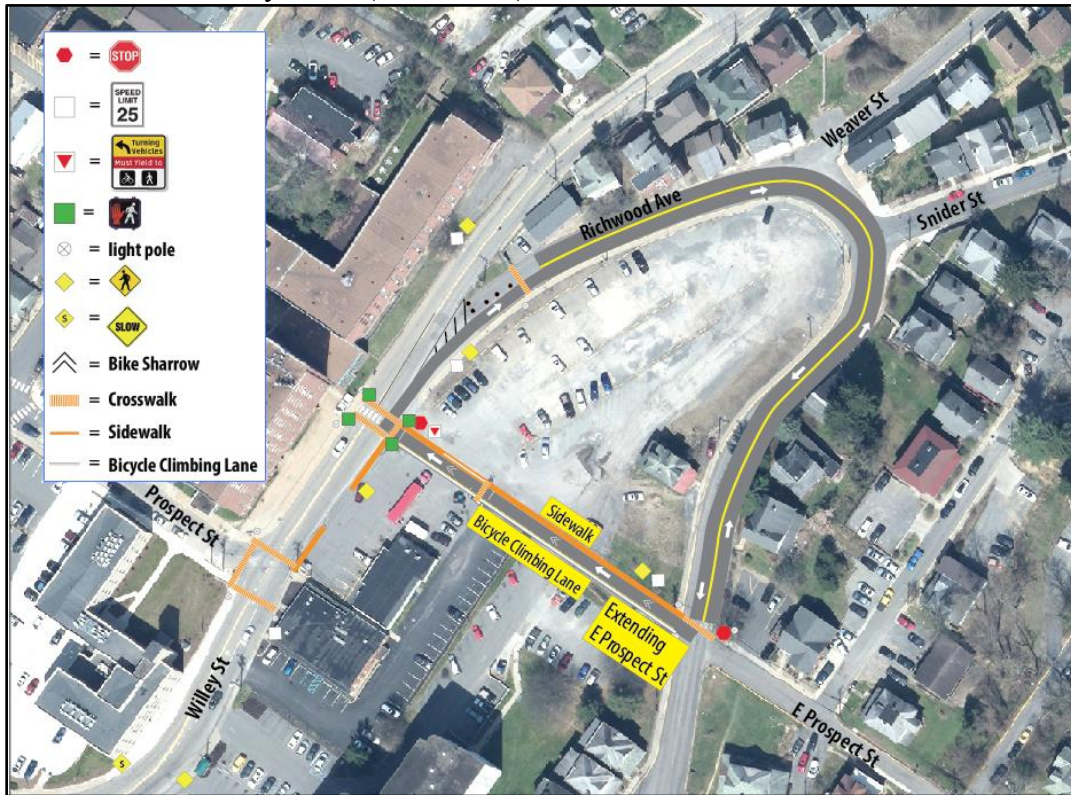 = STOP
= SPEED LIMIT 25
= Turning Vehicles Must Yield to
=
= light pole
=
S = SLOW
= Bike Sharrow
= Crosswalk
= Sidewalk
= Bicycle Climbing Lane
Weaver St
Richwood Ave
Snider St
Prospect St
Sidewalk
Bicycle Climbing Lane
Extending
E Prospect St
Willey St
E Prospect St
S